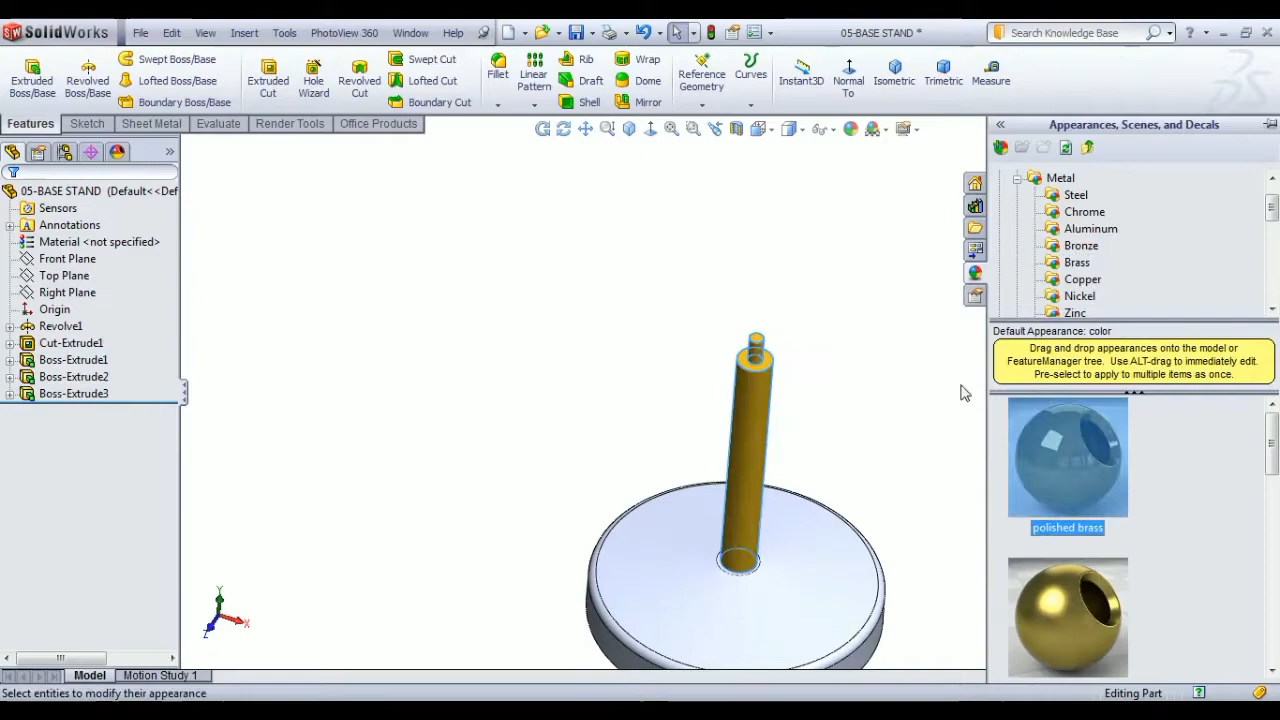 SolidWorks
File Edit View Insert Tools PhotoView 360 Window Help
05-BASE STAND *
Search Knowledge Base
Extruded Boss/Base
Revolved Boss/Base
Swept Boss/Base
Lofted Boss/Base
Boundary Boss/Base
Extruded Cut
Hole Wizard
Revolved Cut
Swept Cut
Lofted Cut
Boundary Cut
Fillet
Linear Pattern
Rib
Draft
Shell
Wrap
Dome
Mirror
Reference Geometry
Curves
Instant3D
Normal To
Isometric
Trimetric
Measure
Features Sketch Sheet Metal Evaluate Render Tools Office Products
05-BASE STAND (Default<<Def
Sensors
Annotations
Material <not specified>
Front Plane
Top Plane
Right Plane
Origin
Revolve1
Cut-Extrude1
Boss-Extrude1
Boss-Extrude2
Boss-Extrude3
Y
X
Z
Appearances, Scenes, and Decals
Metal
Steel
Chrome
Aluminum
Bronze
Brass
Copper
Nickel
Zinc
Default Appearance: color
Drag and drop appearances onto the model or
FeatureManager tree. Use ALT-drag to immediately edit.
Pre-select to apply to multiple items as once.
polished brass
Model Motion Study 1
Select entities to modify their appearance
Editing Part